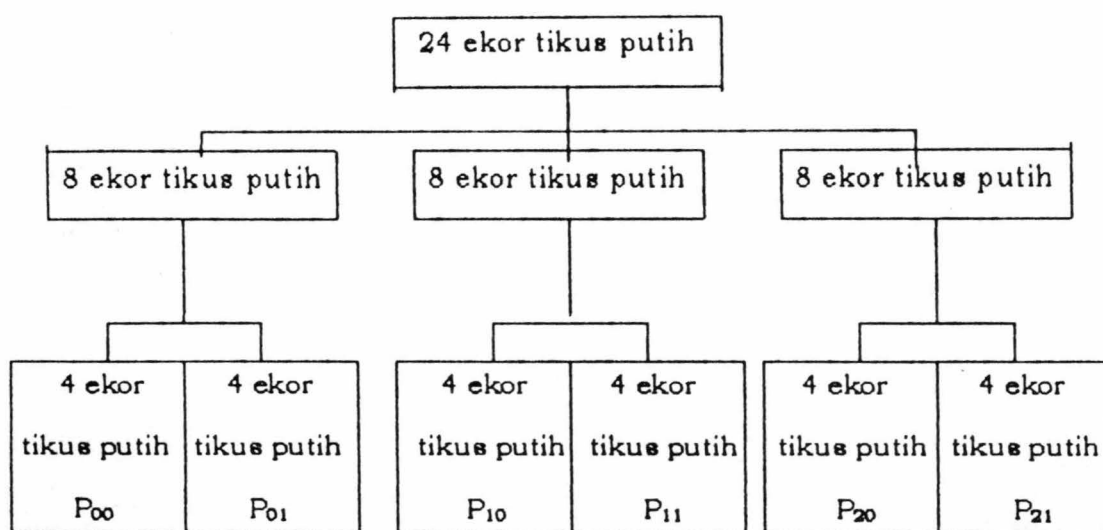 24 ekor tikus putih
8 ekor tikus putih
8 ekor tikus putih
8 ekor tikus putih
4 ekor
tikus putih
P₀₀
4 ekor
tikus putih
P₀₁
4 ekor
tikus putih
P₁₀
4 ekor
tikus putih
P₁₁
4 ekor
tikus putih
P₂₀
4 ekor
tikus putih
P₂₁